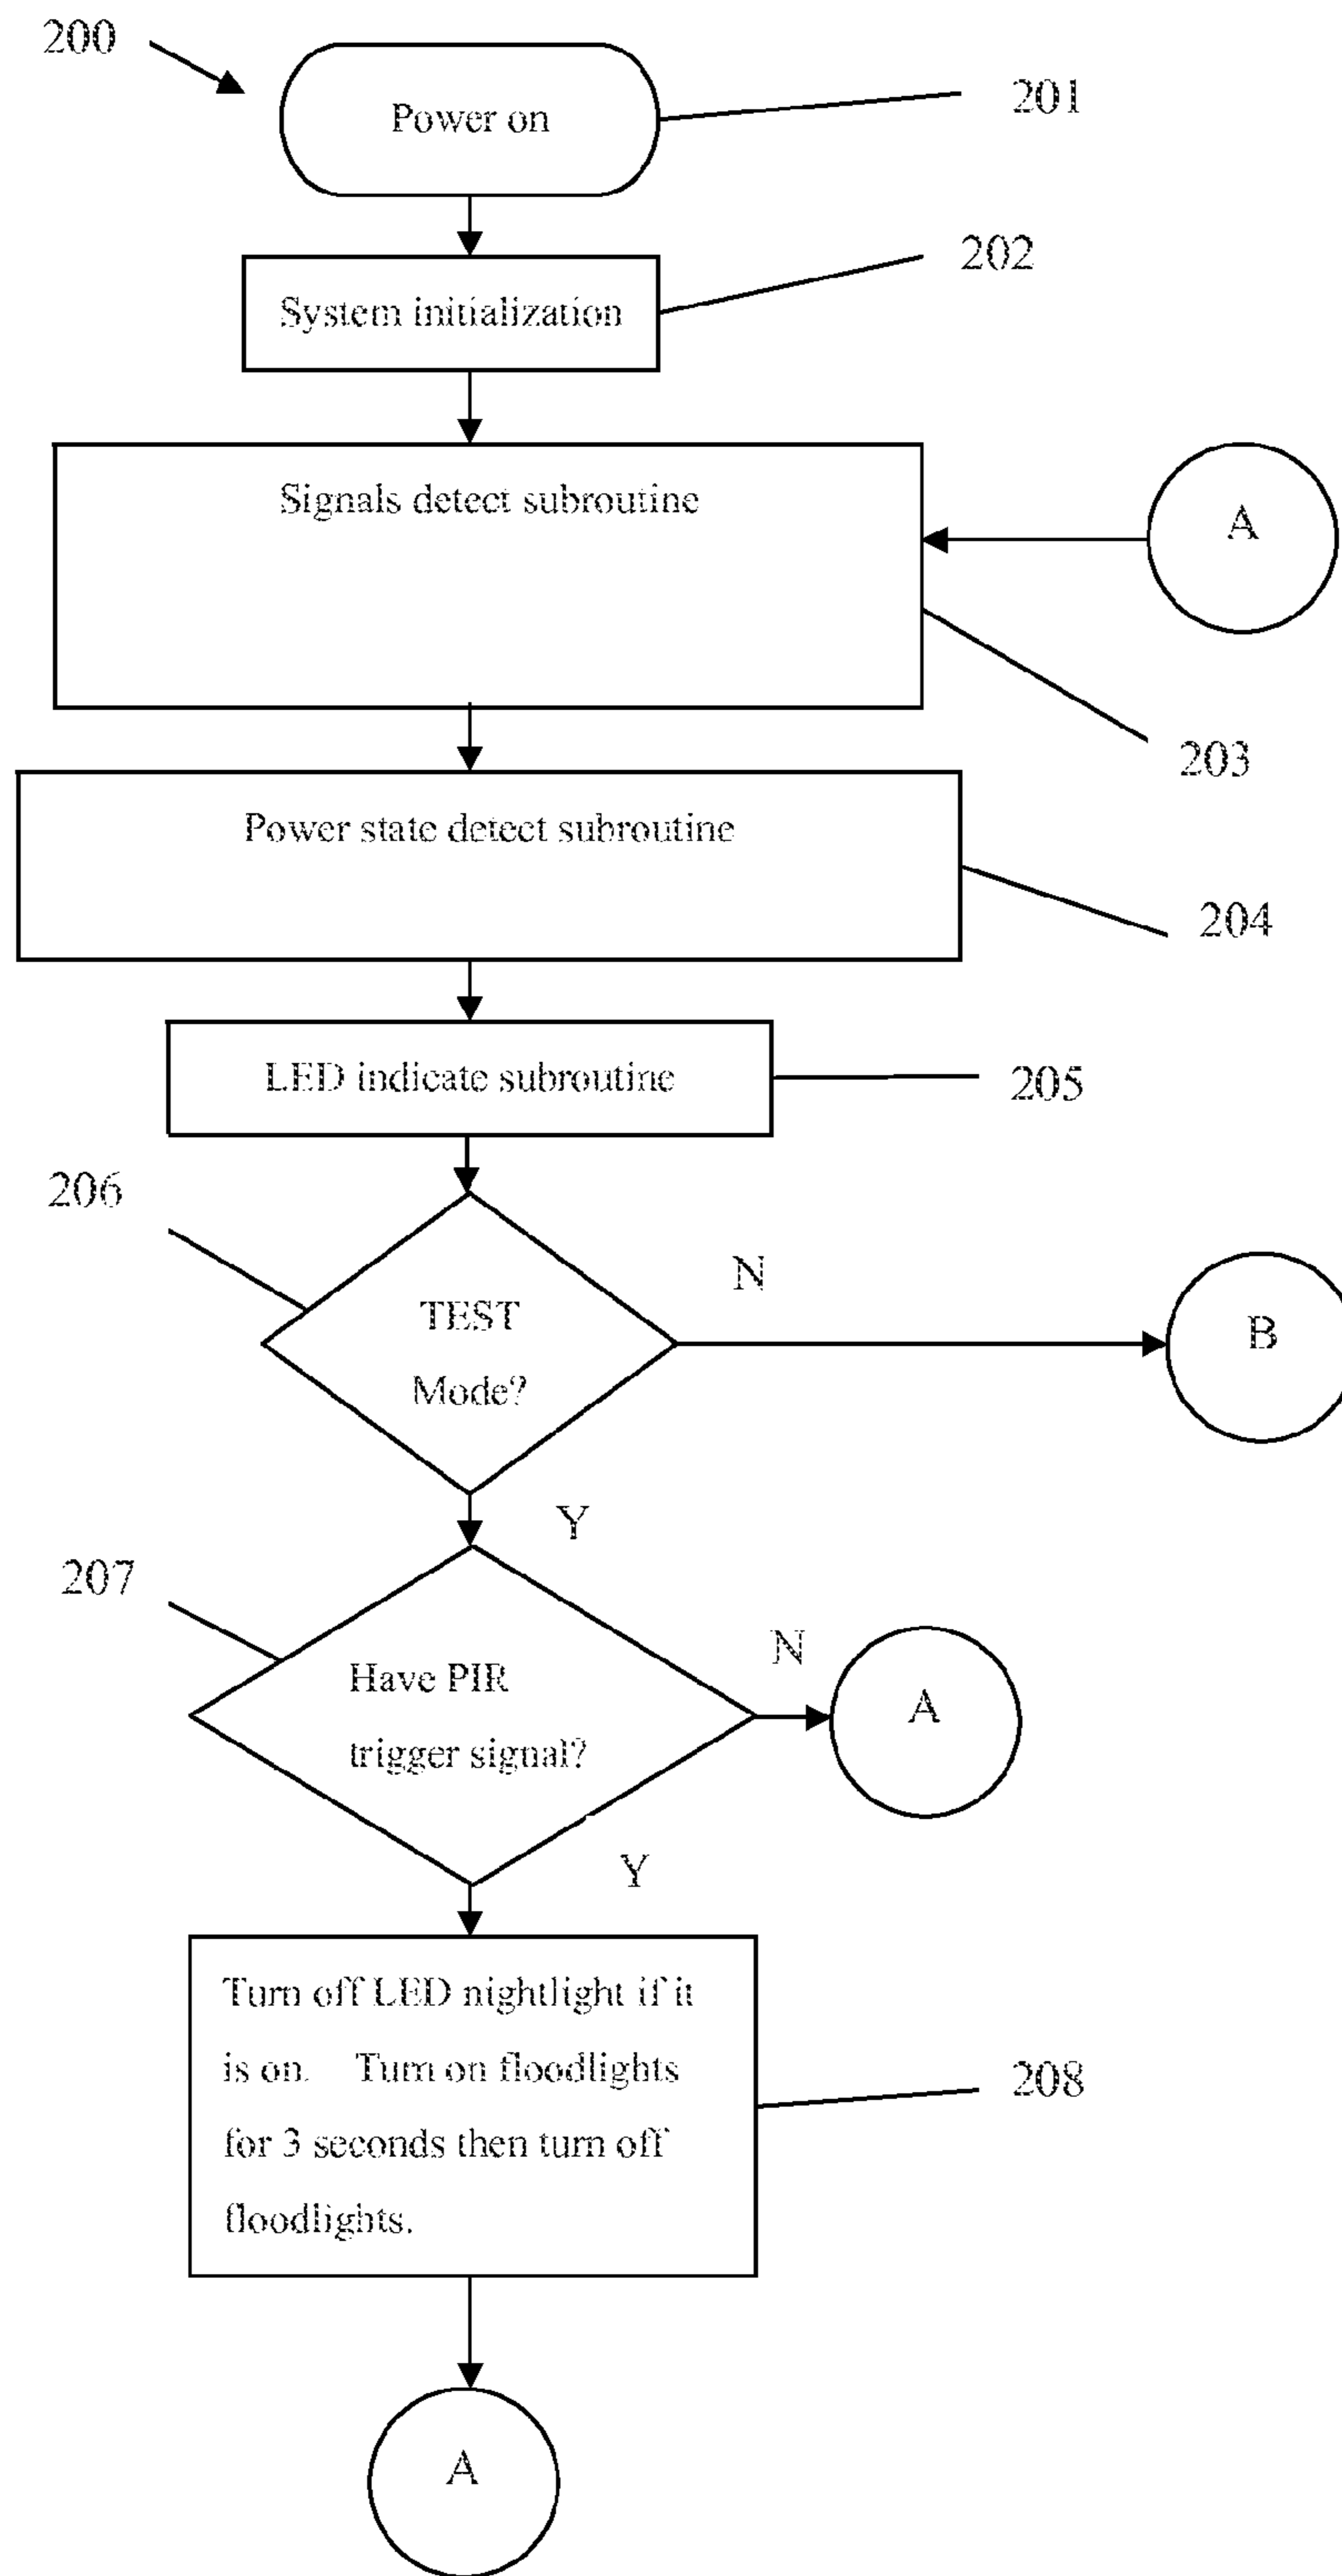 200
Power on
201
System initialization
202
Signals detect subroutine
A
203
Power state detect subroutine
204
LED indicate subroutine
205
206
TEST
Mode?
N
B
Y
207
Have PIR
trigger signal?
N
A
Y
Turn off LED nightlight if it
is on. Turn on floodlights
for 3 seconds then turn off
floodlights.
208
A